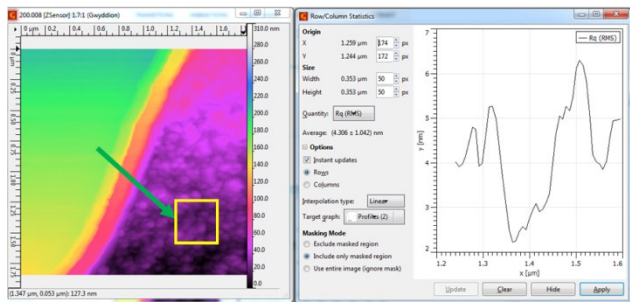 200.008 [ZSensor] 1.7:1 (Gwyddion)
0 µm 0.2 0.4 0.6 0.8 1.0 1.2 1.4
310.0 nm
280.0
260.0
240.0
220.0
200.0
180.0
160.0
140.0
120.0
100.0
80.0
60.0
40.0
20.0
0.0
(1.347 µm, 0.053 µm): 127.3 nm
Row/Column Statistics
Origin
X 1.259 µm 174 px
Y 1.244 µm 172 px
Size
Width 0.353 µm 50 px
Height 0.353 µm 50 px
Quantity: Rq (RMS)
Average: (4.306 ± 1.042) nm
Options
Instant updates
Rows
Columns
Interpolation type: Linear
Target graph: Profiles (2)
Masking Mode
Exclude masked region
Include only masked region
Use entire image (ignore mask)
Rq (RMS)
7
6
5
4
3
2
y [nm]
1.2 1.3 1.4 1.5 1.6
x [µm]
Update Clear Hide Apply